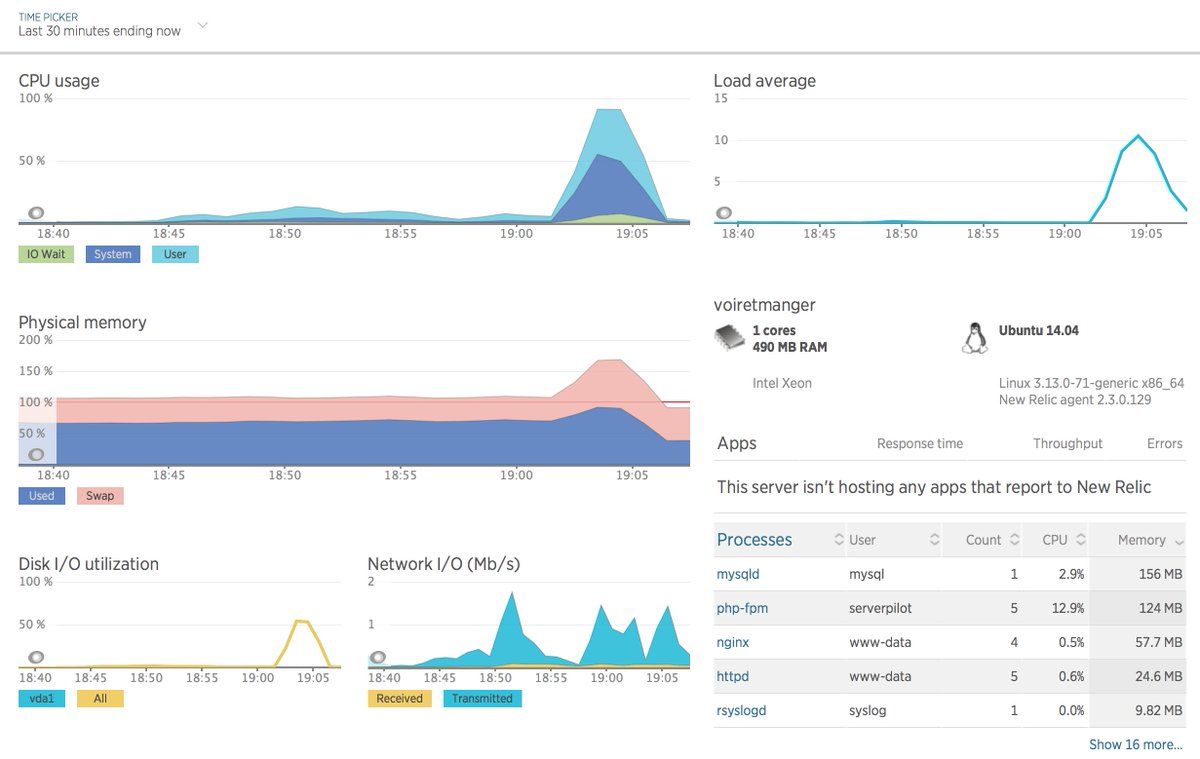 TIME PICKER
Last 30 minutes ending now
CPU usage
100 %
50 %
18:40 18:45 18:50 18:55 19:00 19:05
IO Wait System User
Load average
15
10
5
18:40 18:45 18:50 18:55 19:00 19:05
Physical memory
200 %
150 %
100 %
50 %
18:40 18:45 18:50 18:55 19:00 19:05
Used Swap
voiretmanger
1 cores
490 MB RAM
Intel Xeon
Ubuntu 14.04
Linux 3.13.0-71-generic x86_64
New Relic agent 2.3.0.129
Apps Response time Throughput Errors
This server isn't hosting any apps that report to New Relic
Disk I/O utilization
100 %
50 %
18:40 18:45 18:50 18:55 19:00 19:05
vda1 All
Network I/O (Mb/s)
2
1
18:40 18:45 18:50 18:55 19:00 19:05
Received Transmitted
Processes User Count CPU Memory
mysqld mysql 1 2.9% 156 MB
php-fpm serverpilot 5 12.9% 124 MB
nginx www-data 4 0.5% 57.7 MB
httpd www-data 5 0.6% 24.6 MB
rsyslogd syslog 1 0.0% 9.82 MB
Show 16 more...